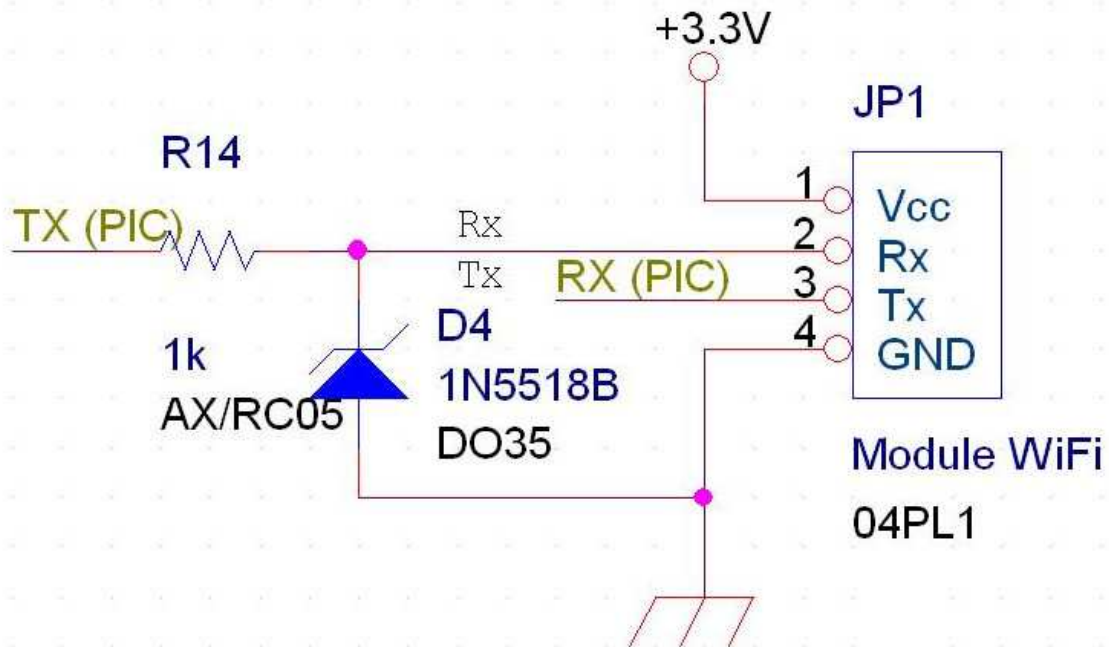 +3.3V
JP1
R14
TX (PIC)
Rx
Tx
RX (PIC)
1
2
3
4
Vcc
Rx
Tx
GND
1k
AX/RC05
D4
1N5518B
DO35
Module WiFi
04PL1